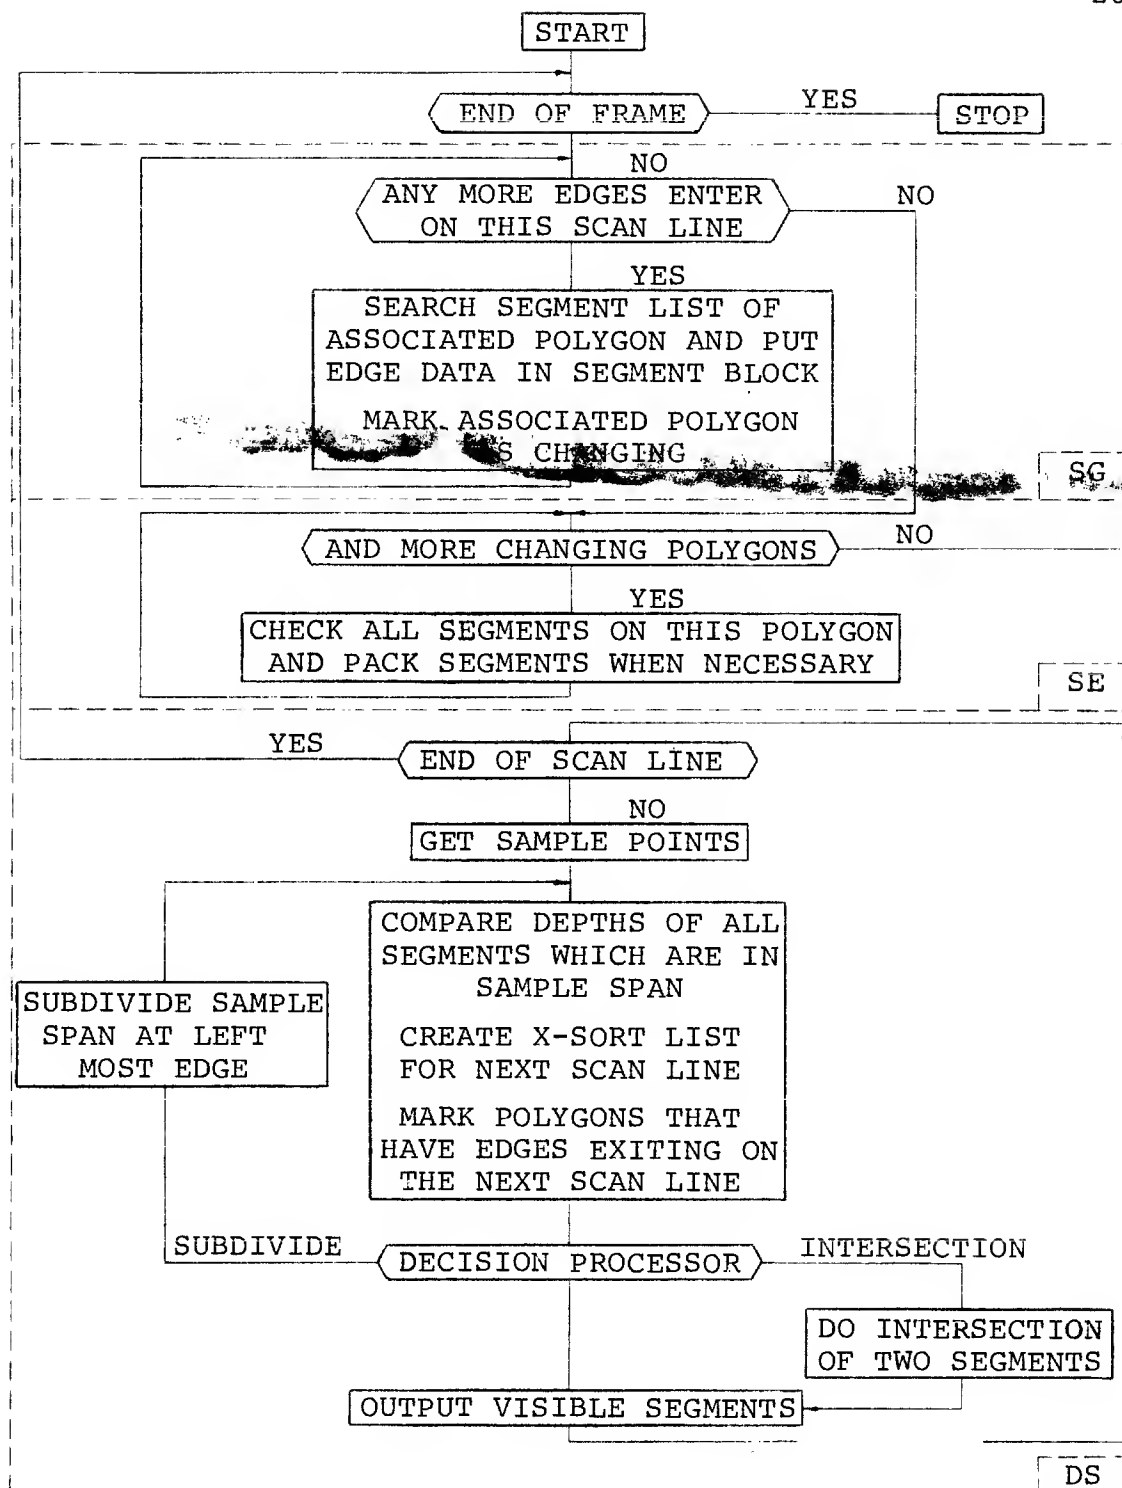 START
END OF FRAME
YES
STOP
NO
ANY MORE EDGES ENTER
ON THIS SCAN LINE
NO
YES
SEARCH SEGMENT LIST OF
ASSOCIATED POLYGON AND PUT
EDGE DATA IN SEGMENT BLOCK
MARK ASSOCIATED POLYGON
CHANGING
SG
AND MORE CHANGING POLYGONS
NO
YES
CHECK ALL SEGMENTS ON THIS POLYGON
AND PACK SEGMENTS WHEN NECESSARY
SE
YES
END OF SCAN LINE
NO
GET SAMPLE POINTS
COMPARE DEPTHS OF ALL
SEGMENTS WHICH ARE IN
SAMPLE SPAN
CREATE X-SORT LIST
FOR NEXT SCAN LINE
MARK POLYGONS THAT
HAVE EDGES EXITING ON
THE NEXT SCAN LINE
SUBDIVIDE SAMPLE
SPAN AT LEFT
MOST EDGE
SUBDIVIDE
DECISION PROCESSOR
INTERSECTION
DO INTERSECTION
OF TWO SEGMENTS
OUTPUT VISIBLE SEGMENTS
DS